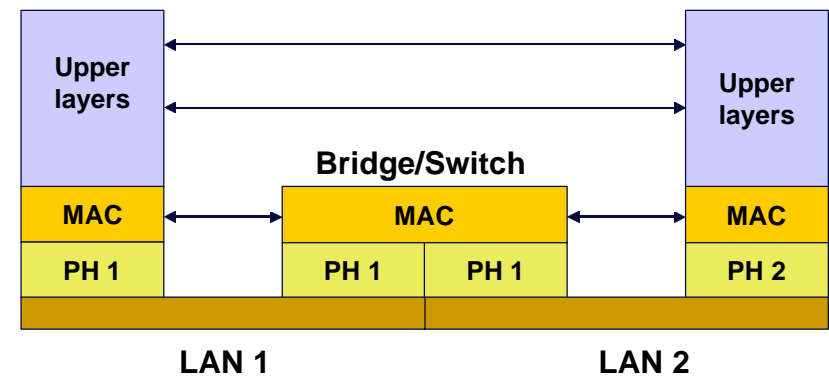 Upper
layers
Upper
layers
Bridge/Switch
MAC
MAC
MAC
PH 1
PH 1
PH 1
PH 2
LAN 1
LAN 2